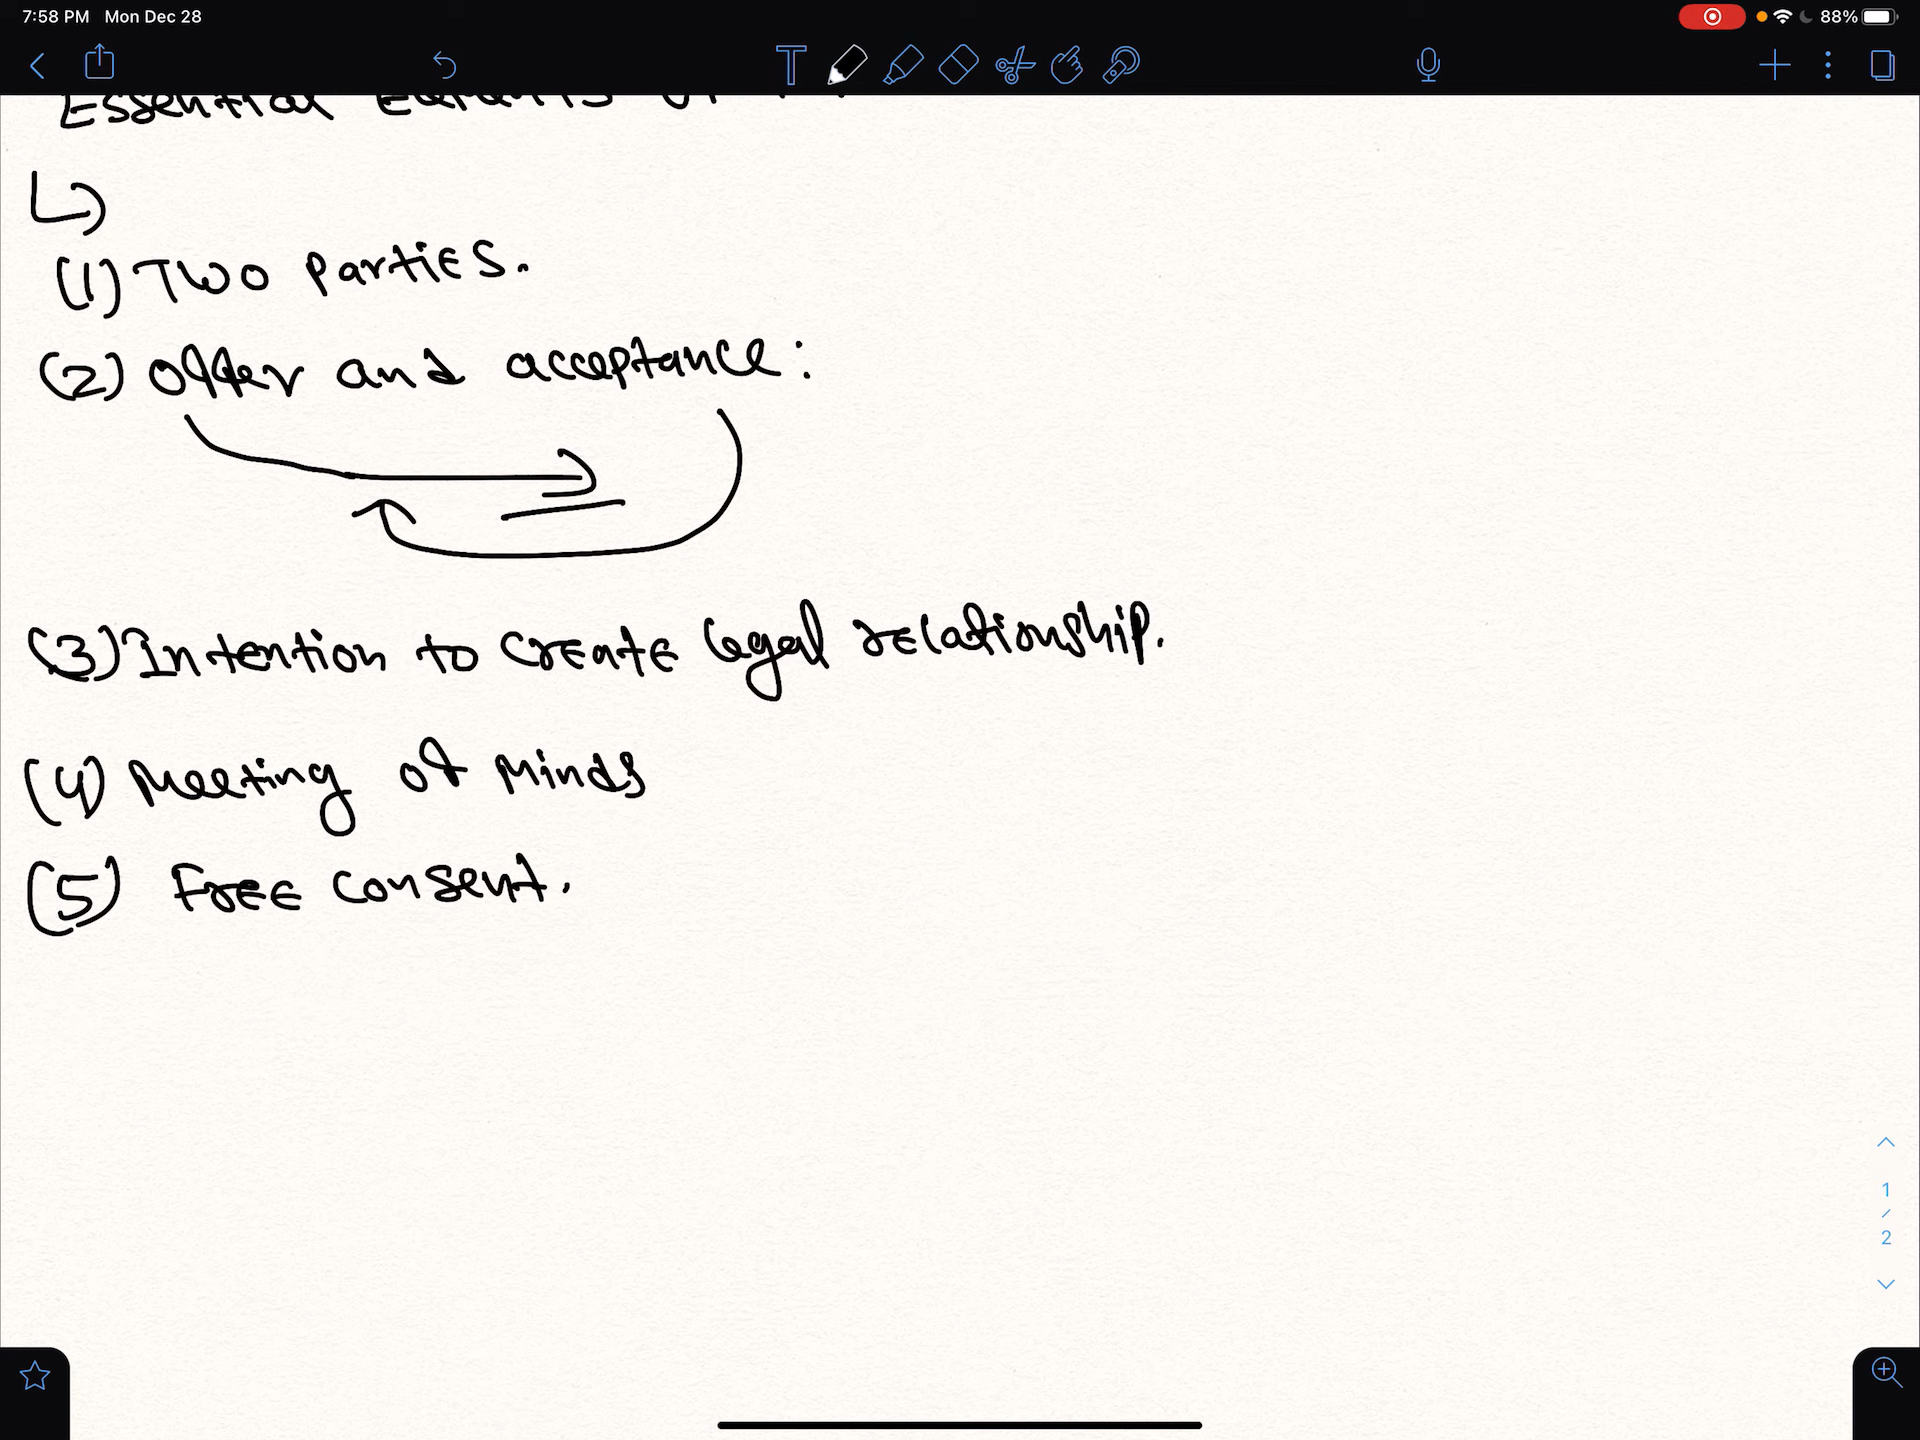 7:58 PM Mon Dec 28
88%
Essential
(1) Two parties.
(2) offer and acceptance:
(3) Intention to create legal relationship.
(4) Meeting of Minds
(5) Free consent.
1
/
2